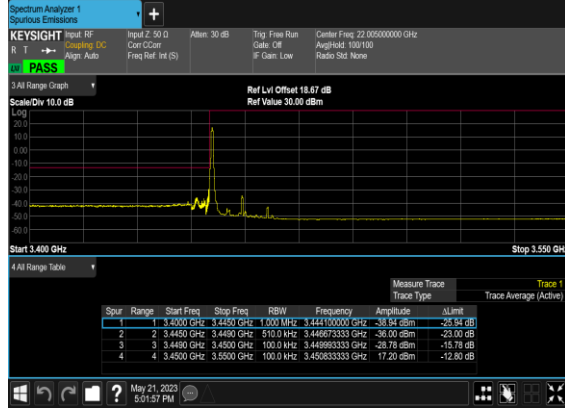 Spectrum Analyzer 1
Spurious Emissions
KEYSIGHT Input: RF Input Z: 50 Ω Atten: 30 dB Trig: Free Run Center Freq: 22.005000000 GHz
R T Coupling: DC Corr CCorr Gate: Off Avg|Hold: 100/100
Align: Auto Freq Ref: Int (S) IF Gain: Low Radio Std: None
PASS
3 All Range Graph
Ref Lvl Offset 18.67 dB
Scale/Div 10.0 dB Ref Value 30.00 dBm
Log
20.0
10.0
0.00
-10.0
-20.0
-30.0
-40.0
-50.0
-60.0
Start 3.400 GHz Stop 3.550 GH
4 All Range Table
Measure Trace Trace 1
Trace Type Trace Average (Active)
Spur Range Start Freq Stop Freq RBW Frequency Amplitude ΔLimit
1 1 3.4000 GHz 3.4450 GHz 1.000 MHz 3.444100000 GHz -38.94 dBm -25.94 dB
2 2 3.4450 GHz 3.4490 GHz 510.0 kHz 3.446673333 GHz -36.00 dBm -23.00 dB
3 3 3.4490 GHz 3.4500 GHz 100.0 kHz 3.449993333 GHz -28.78 dBm -15.78 dB
4 4 3.4500 GHz 3.5500 GHz 100.0 kHz 3.450833333 GHz 17.20 dBm -12.80 dB
?
May 21, 2023
5:01:57 PM